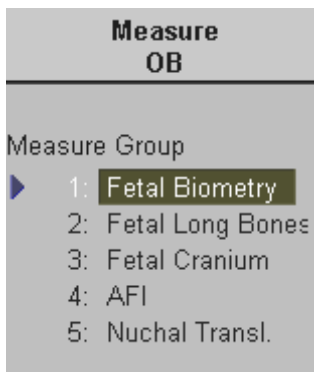 Measure
OB
Measure Group
1: Fetal Biometry
2: Fetal Long Bones
3: Fetal Cranium
4: AFI
5: Nuchal Transl.